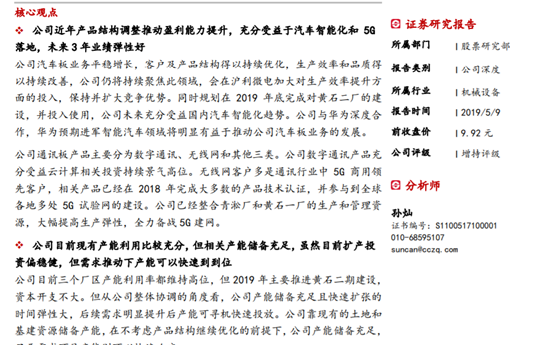 核心观点
❖ 公司近年产品结构调整推动盈利能力提升，充分受益于汽车智能化和 5G
落地，未来 3 年业绩弹性好
公司汽车板业务平稳增长，客户及产品结构得以持续优化，生产效率和品质得
以持续改善，公司仍将持续聚焦此领域，会在沪利微电加大对生产效率提升方
面的投入，保持并扩大竞争优势。同时规划在 2019 年底完成对黄石二厂的建
设，并投入使用，公司未来充分受益国内汽车智能化趋势。公司与华为深度合
作，华为预期进军智能汽车领域将明显有益于推动公司汽车板业务的发展。
公司通讯板产品主要分为数字通讯、无线网和其他三类。公司数字通讯产品充
分受益云计算相关投资持续景气高位。无线网客户多是通讯行业中 5G 商用领
先客户，相关产品已经在 2018 年完成大多数的产品技术认证，并参与到全球
各地多处 5G 试验网的建设。公司已经整合青淞厂和黄石一厂的生产和管理资
源，大幅提高生产弹性，全力备战 5G 建网。
❖ 公司目前现有产能利用比较充分，但相关产能储备充足，虽然目前扩产投
资偏稳健，但需求推动下产能可以快速到到位
公司目前三个厂区产能利用率都维持高位，但 2019 年主要推进黄石二期建设，
资本开支不大。但从公司整体协调的角度看，公司产能储备充足且快速扩张的
时间弹性大，后续需求明显提升后产能可寻机快速投放。公司靠现有的土地和
基建资源储备产能，在不考虑产品结构继续优化的前提下，公司产能储备充足，
证券研究报告
所属部门 | 股票研究部
报告类别 | 公司深度
所属行业 | 机械设备
报告时间 | 2019/5/9
前收盘价 | 9.92 元
公司评级 | 增持评级
分析师
孙灿
证书编号：S1100517100001
010-68595107
suncan@cczq.com